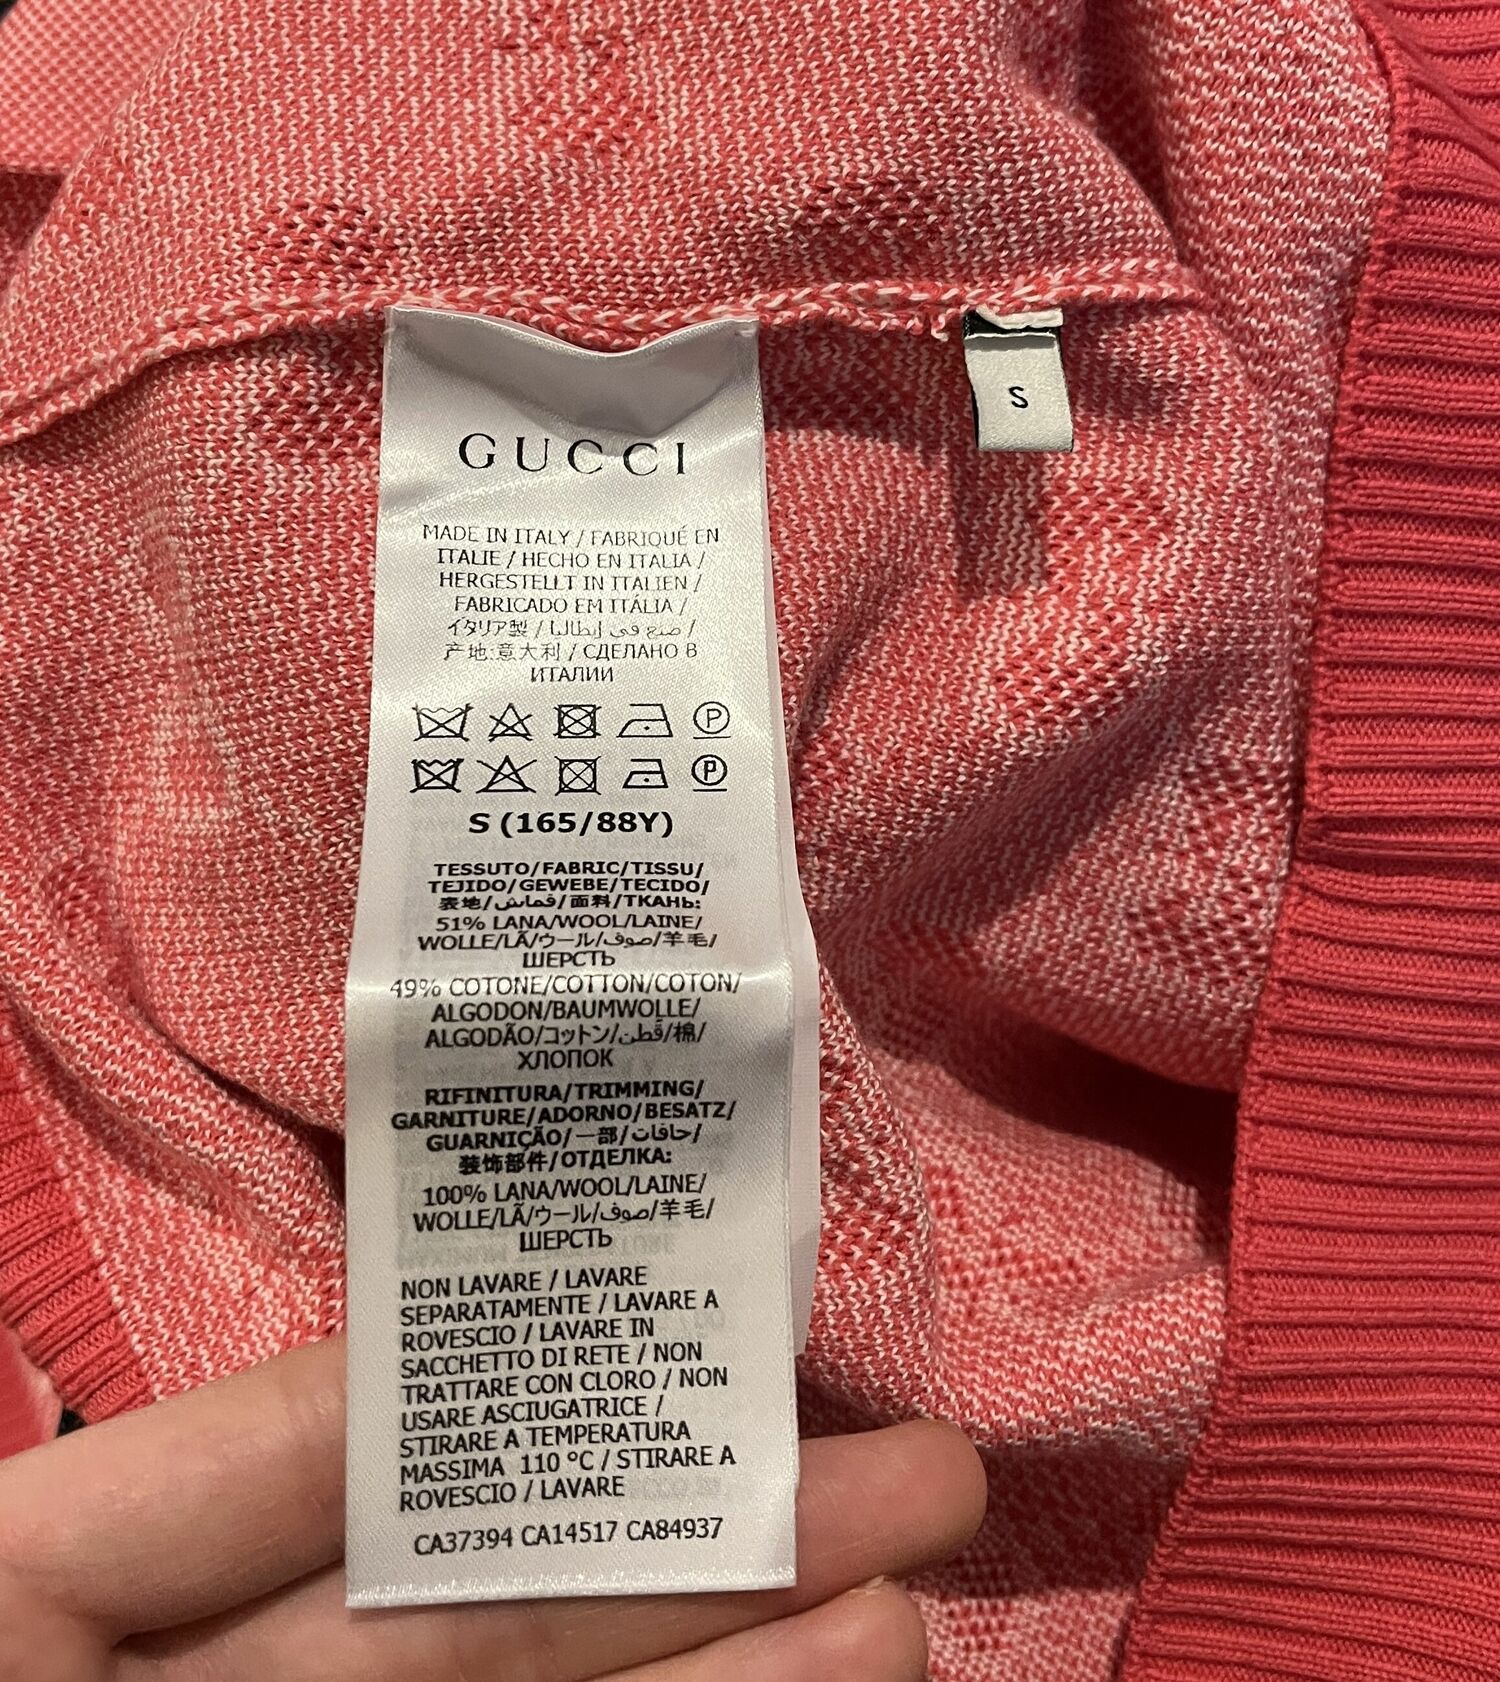 GUCCI
S
MADE IN ITALY / FABRIQUÉ EN
ITALIE / HECHO EN ITALIA /
HERGESTELLT IN ITALIEN /
FABRICADO EM ITÁLIA /
イタリア製 / صنع في إيطاليا /
产地:意大利 / СДЕЛАНО В
ИТАЛИИ
P
P
S (165/88Y)
TESSUTO/FABRIC/TISSU/
TEJIDO/GEWEBE/TECIDO/
表地/قماش/面料/ТКАНЬ:
51% LANA/WOOL/LAINE/
WOLLE/LÃ/ウール/صوف/羊毛/
ШЕРСТЬ
49% COTONE/COTTON/COTON/
ALGODON/BAUMWOLLE/
ALGODÃO/コットン/قطن/棉/
ХЛОПОК
RIFINITURA/TRIMMING/
GARNITURE/ADORNO/BESATZ/
GUARNIÇÃO/一部/حافات/
装饰部件/ОТДЕЛКА:
100% LANA/WOOL/LAINE/
WOLLE/LÃ/ウール/صوف/羊毛/
ШЕРСТЬ
NON LAVARE / LAVARE
SEPARATAMENTE / LAVARE A
ROVESCIO / LAVARE IN
SACCHETTO DI RETE / NON
TRATTARE CON CLORO / NON
USARE ASCIUGATRICE /
STIRARE A TEMPERATURA
MASSIMA 110 °C / STIRARE A
ROVESCIO / LAVARE
CA37394 CA14517 CA84937